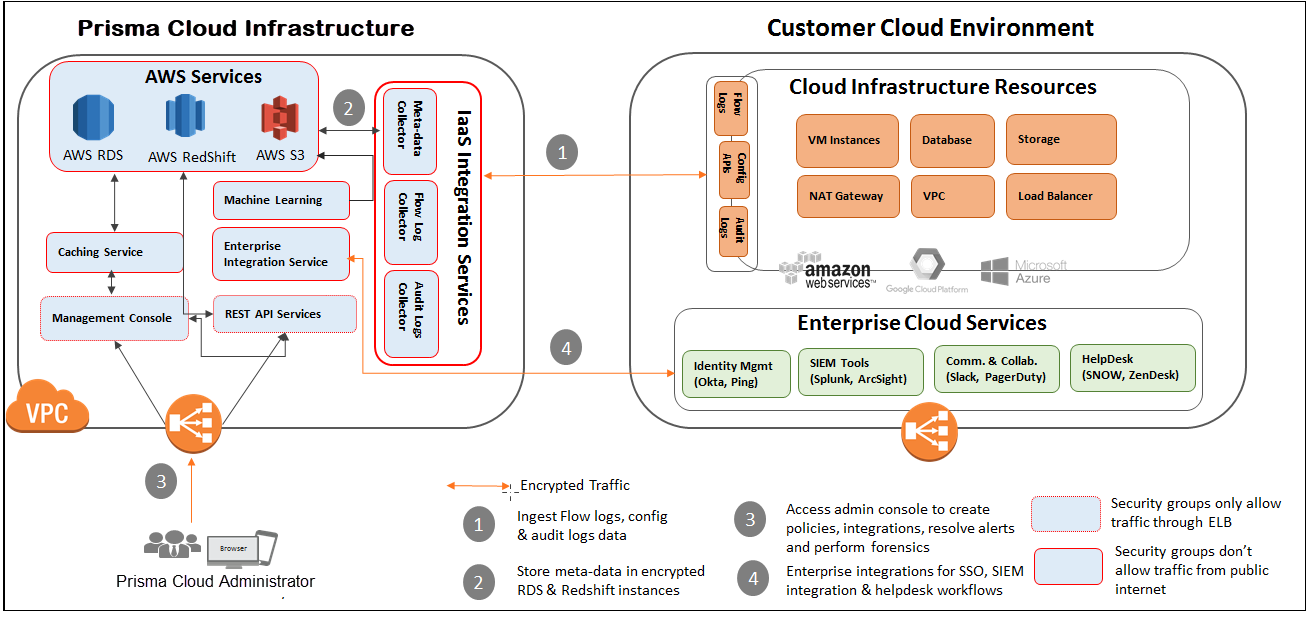 Prisma Cloud Infrastructure
Customer Cloud Environment
AWS Services
AWS RDS
AWS RedShift
AWS S3
2
Meta-data
Collector
Flow Log
Collector
Audit Logs
Collector
IaaS Integration Services
Machine Learning
Enterprise
Integration Service
Caching Service
Management Console
REST API Services
VPC
1
4
Flow
Logs
Config
APIs
Audit
Logs
Cloud Infrastructure Resources
VM Instances
Database
Storage
NAT Gateway
VPC
Load Balancer
amazon
webservices™
Google Cloud Platform
Microsoft
Azure
Enterprise Cloud Services
Identity Mgmt
(Okta, Ping)
SIEM Tools
(Splunk, ArcSight)
Comm. & Collab.
(Slack, PagerDuty)
HelpDesk
(SNOW, ZenDesk)
3
Browser
Prisma Cloud Administrator
Encrypted Traffic
1
Ingest Flow logs, config
& audit logs data
2
Store meta-data in encrypted
RDS & Redshift instances
3
Access admin console to create
policies, integrations, resolve alerts
and perform forensics
4
Enterprise integrations for SSO, SIEM
integration & helpdesk workflows
Security groups only allow
traffic through ELB
Security groups don't
allow traffic from public
internet